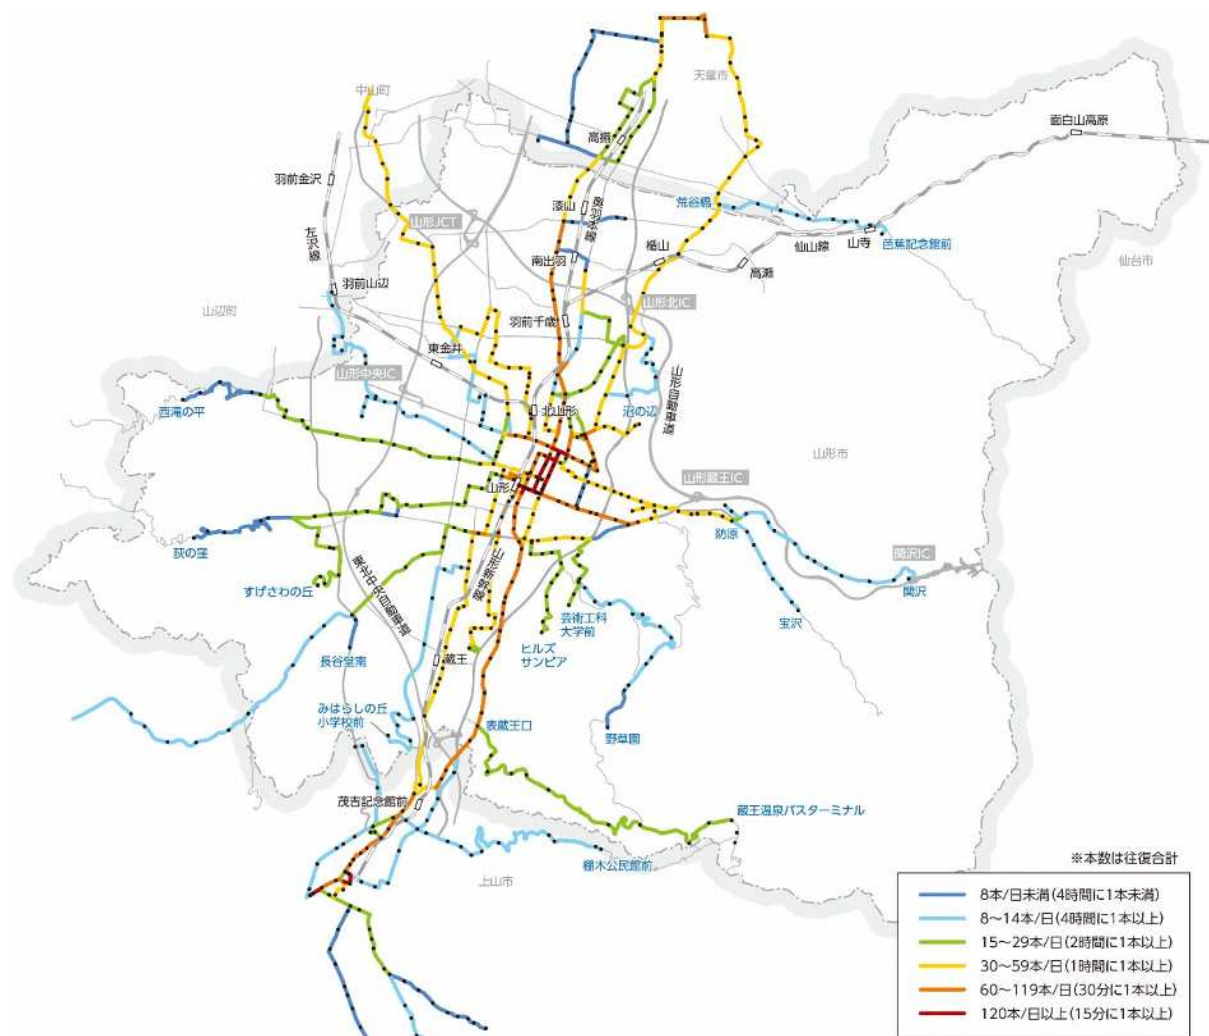 天童市
中山町
面白山高原
高擶
羽前金沢
荒谷橋
漆山
奥羽本線
山形JCT
左沢線
楯山
仙山線
山寺
芭蕉記念館前
南出羽
高瀬
仙台市
羽前山辺
山形北IC
山辺町
羽前千歳
東金井
山形中央IC
山形自動車道
西滝の平
北山形
沼の辺
山形市
山形蔵王IC
山形
防原
荻の窪
関沢IC
関沢
すげさわの丘
東北中央自動車道
山形新幹線
芸術工科
大学前
宝沢
長谷堂南
蔵王
ヒルズ
サンピア
みはらしの丘
小学校前
表蔵王口
野草園
茂吉記念館前
蔵王温泉バスターミナル
棚木公民館前
上山市
※本数は往復合計
8本/日未満(4時間に1本未満)
8～14本/日(4時間に1本以上)
15～29本/日(2時間に1本以上)
30～59本/日(1時間に1本以上)
60～119本/日(30分に1本以上)
120本/日以上(15分に1本以上)